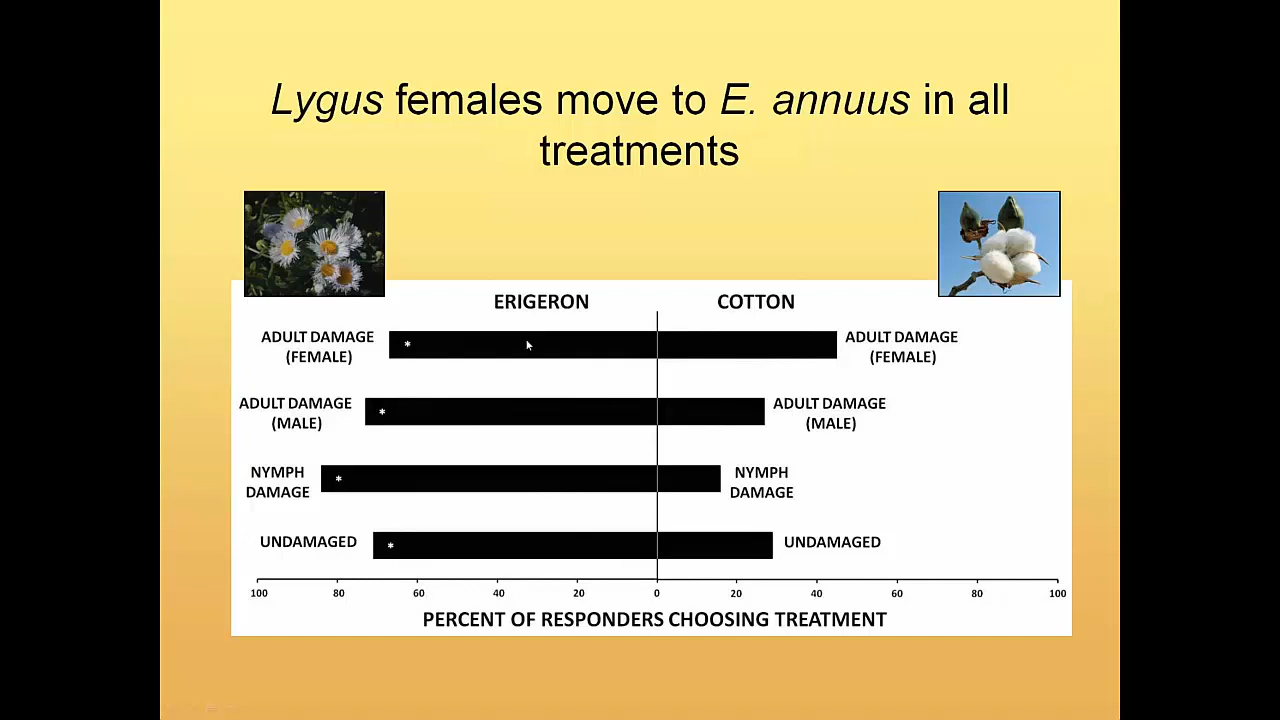 Lygus females move to E. annuus in all
treatments
ERIGERON COTTON
ADULT DAMAGE
(FEMALE)
*
ADULT DAMAGE
(FEMALE)
ADULT DAMAGE
(MALE)
*
ADULT DAMAGE
(MALE)
NYMPH
DAMAGE
*
NYMPH
DAMAGE
UNDAMAGED
*
UNDAMAGED
100 80 60 40 20 0 20 40 60 80 100
PERCENT OF RESPONDERS CHOOSING TREATMENT